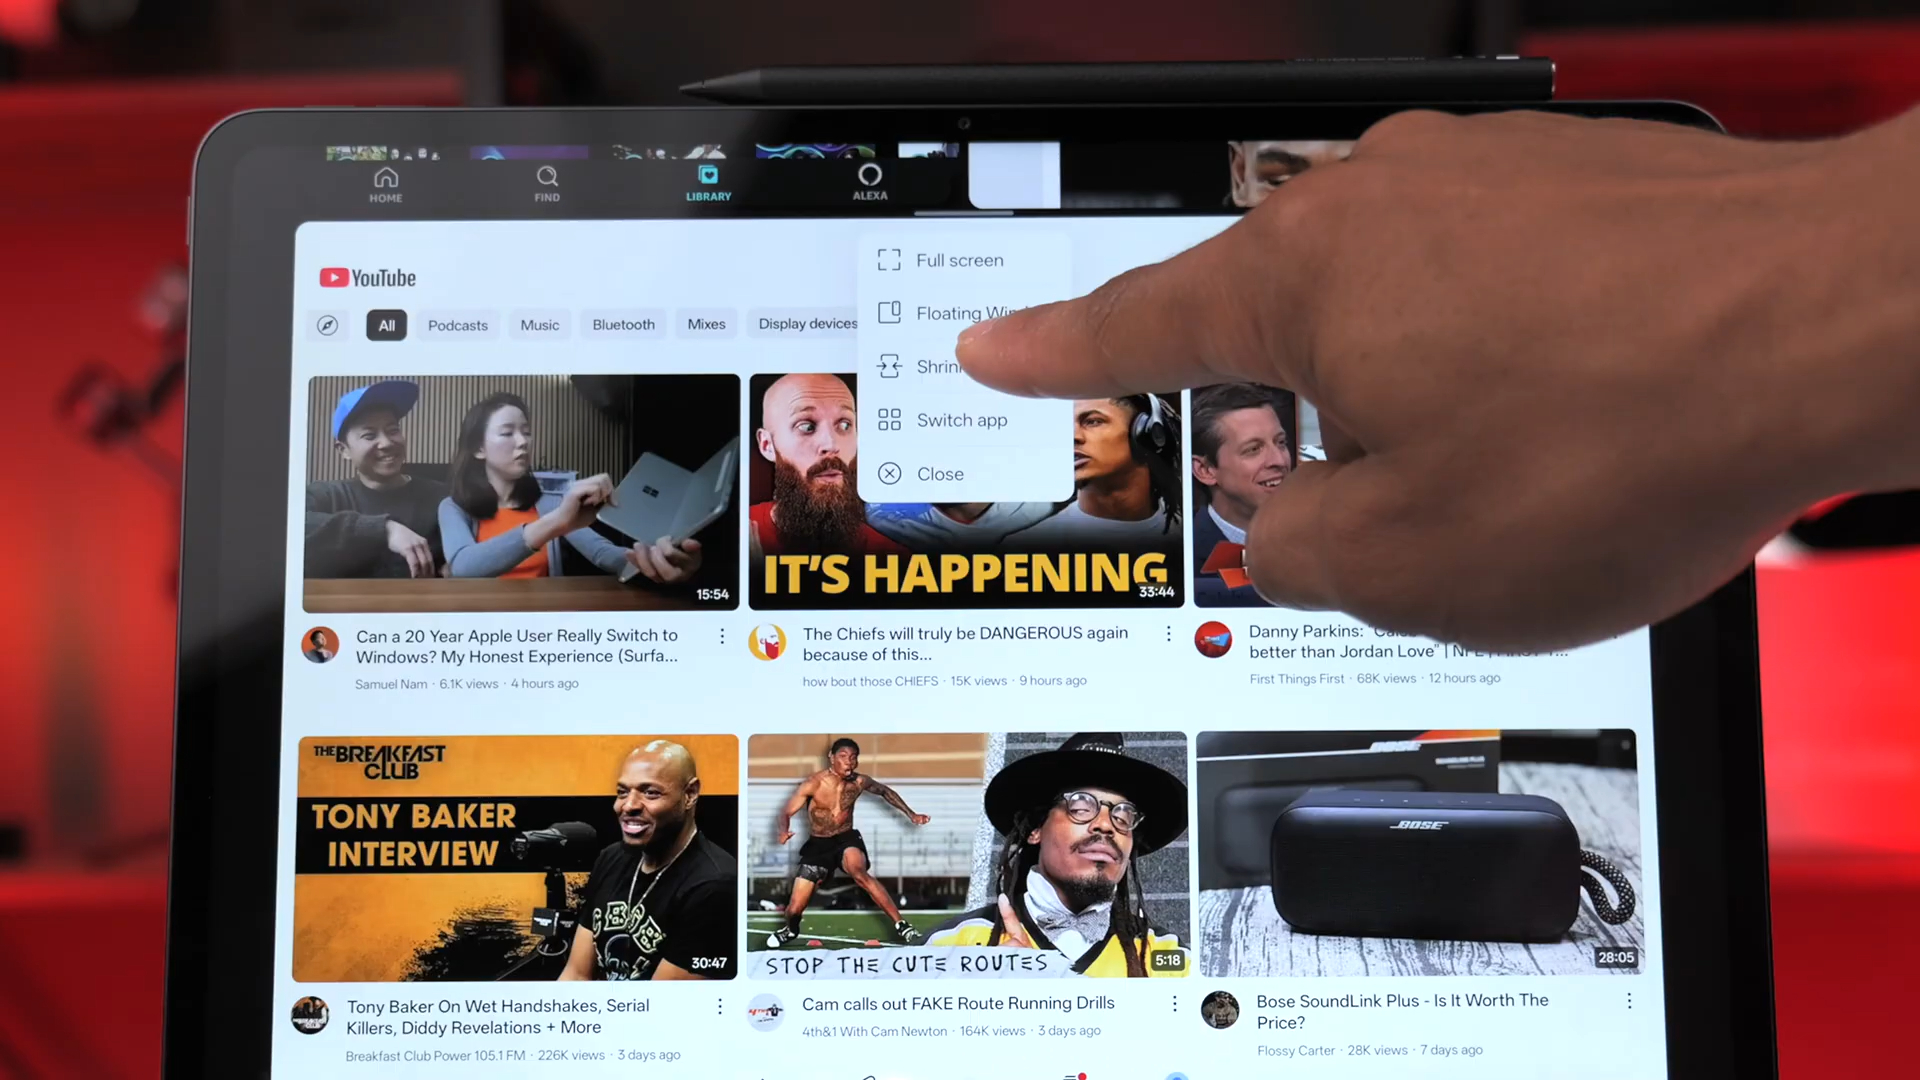 HOME
FIND
LIBRARY
ALEXA
YouTube
Full screen
Floating
Switch app
Close
All
Podcasts
Music
Bluetooth
Mixes
Display devices
IT'S HAPPENING
15:54
33:44
Can a 20 Year Apple User Really Switch to
Windows? My Honest Experience (Surfa...
Samuel Nam · 6.1K views · 4 hours ago
The Chiefs will truly be DANGEROUS again
because of this...
how bout those CHIEFS · 15K views · 9 hours ago
Danny Parkins:
better than Jordan Love" |
First Things First · 68K views · 12 hours ago
THE BREAKFAST
CLUB
TONY BAKER
INTERVIEW
30:47
STOP THE CUTE ROUTES
5:18
BOSE
BOSE
28:05
Tony Baker On Wet Handshakes, Serial
Killers, Diddy Revelations + More
Breakfast Club Power 105.1 FM · 226K views · 3 days ago
Cam calls out FAKE Route Running Drills
4th&1 With Cam Newton · 164K views · 3 days ago
Bose SoundLink Plus - Is It Worth The
Price?
Flossy Carter · 28K views · 7 days ago